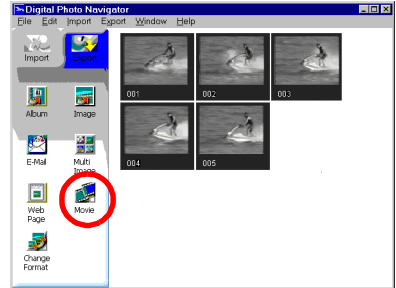 Digital Photo Navigator
File Edit Import Export Window Help
Import Export
001 002 003
Album Image
004 005
E-Mail Multi Image
Web Page Movie
Change Format